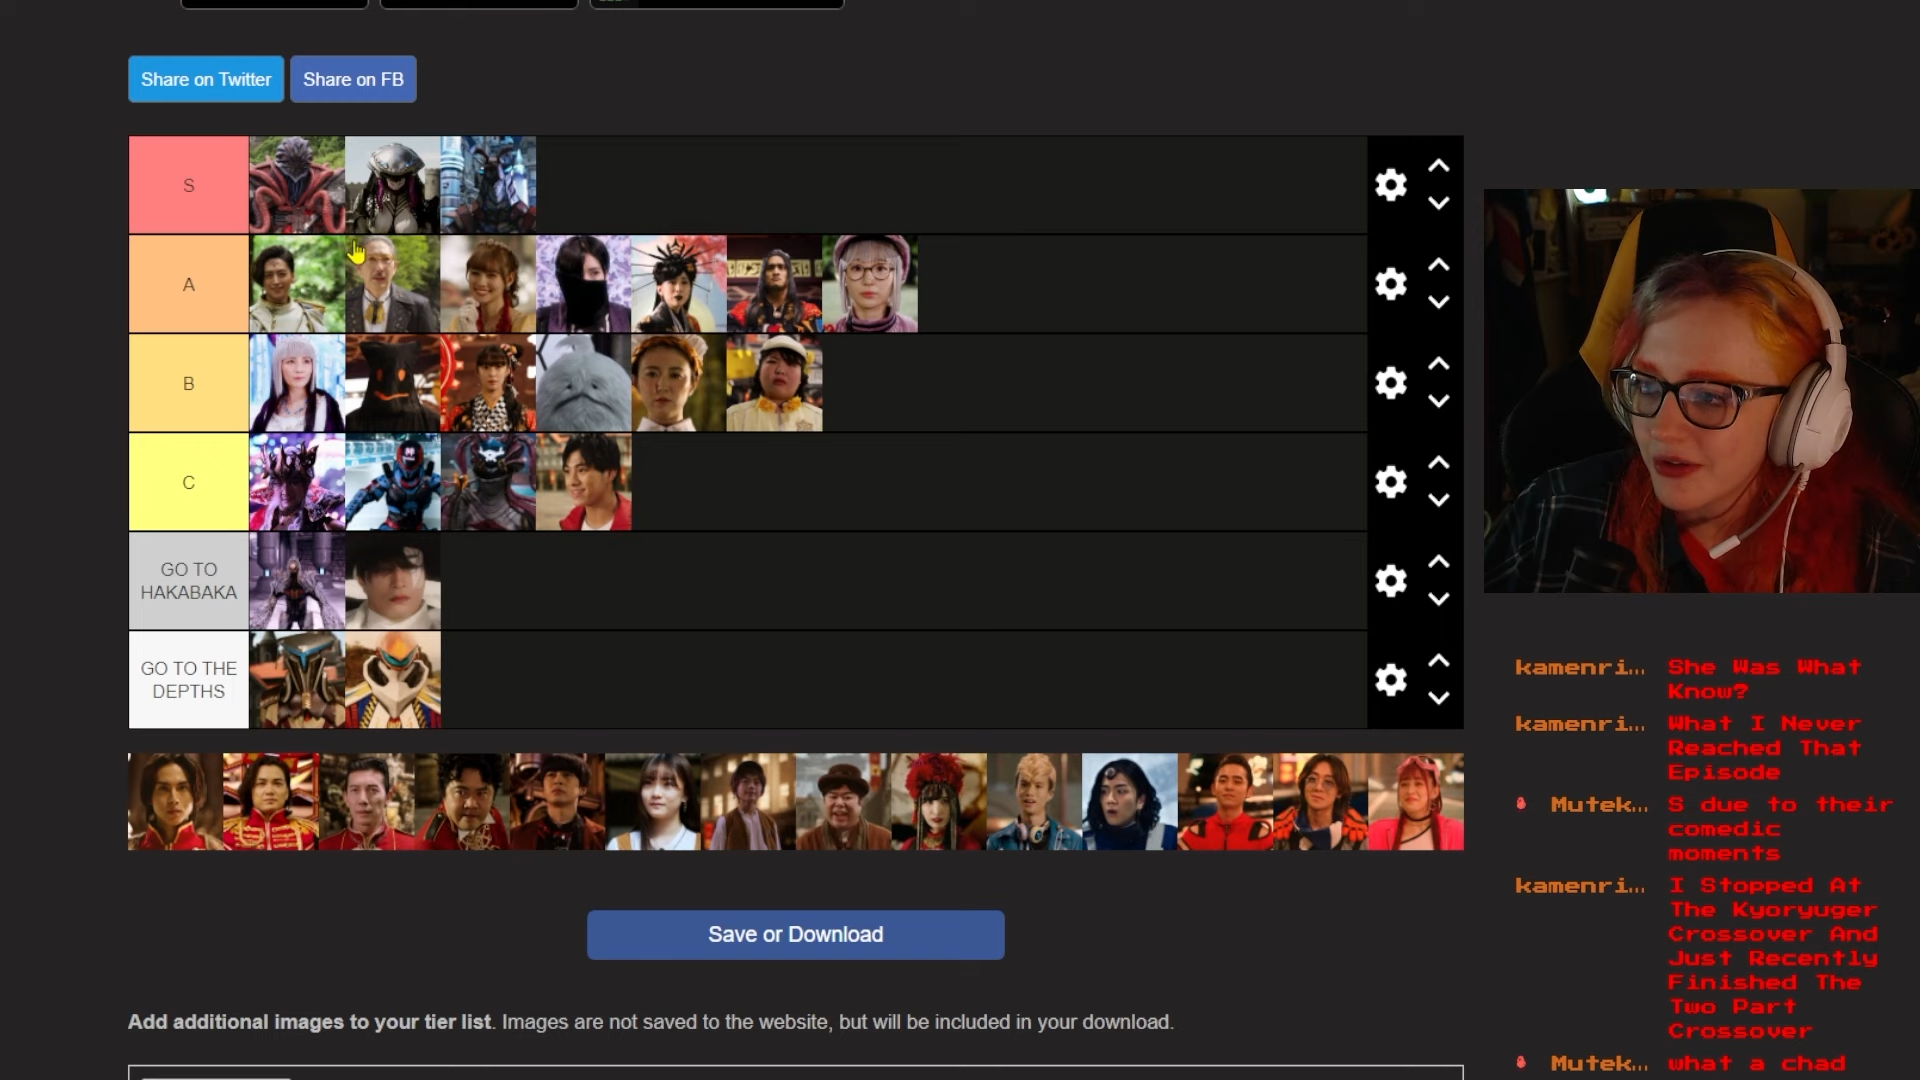 Share on Twitter
Share on FB
S
A
B
C
GO TO
HAKABAKA
GO TO THE
DEPTHS
Save or Download
Add additional images to your tier list. Images are not saved to the website, but will be included in your download.
kamenri... She Was What
Know?
kamenri... What I Never
Reached That
Episode
Mutek... S due to their
comedic
moments
kamenri... I Stopped At
The Kyoryuger
Crossover And
Just Recently
Finished The
Two Part
Crossover
Mutek... what a chad